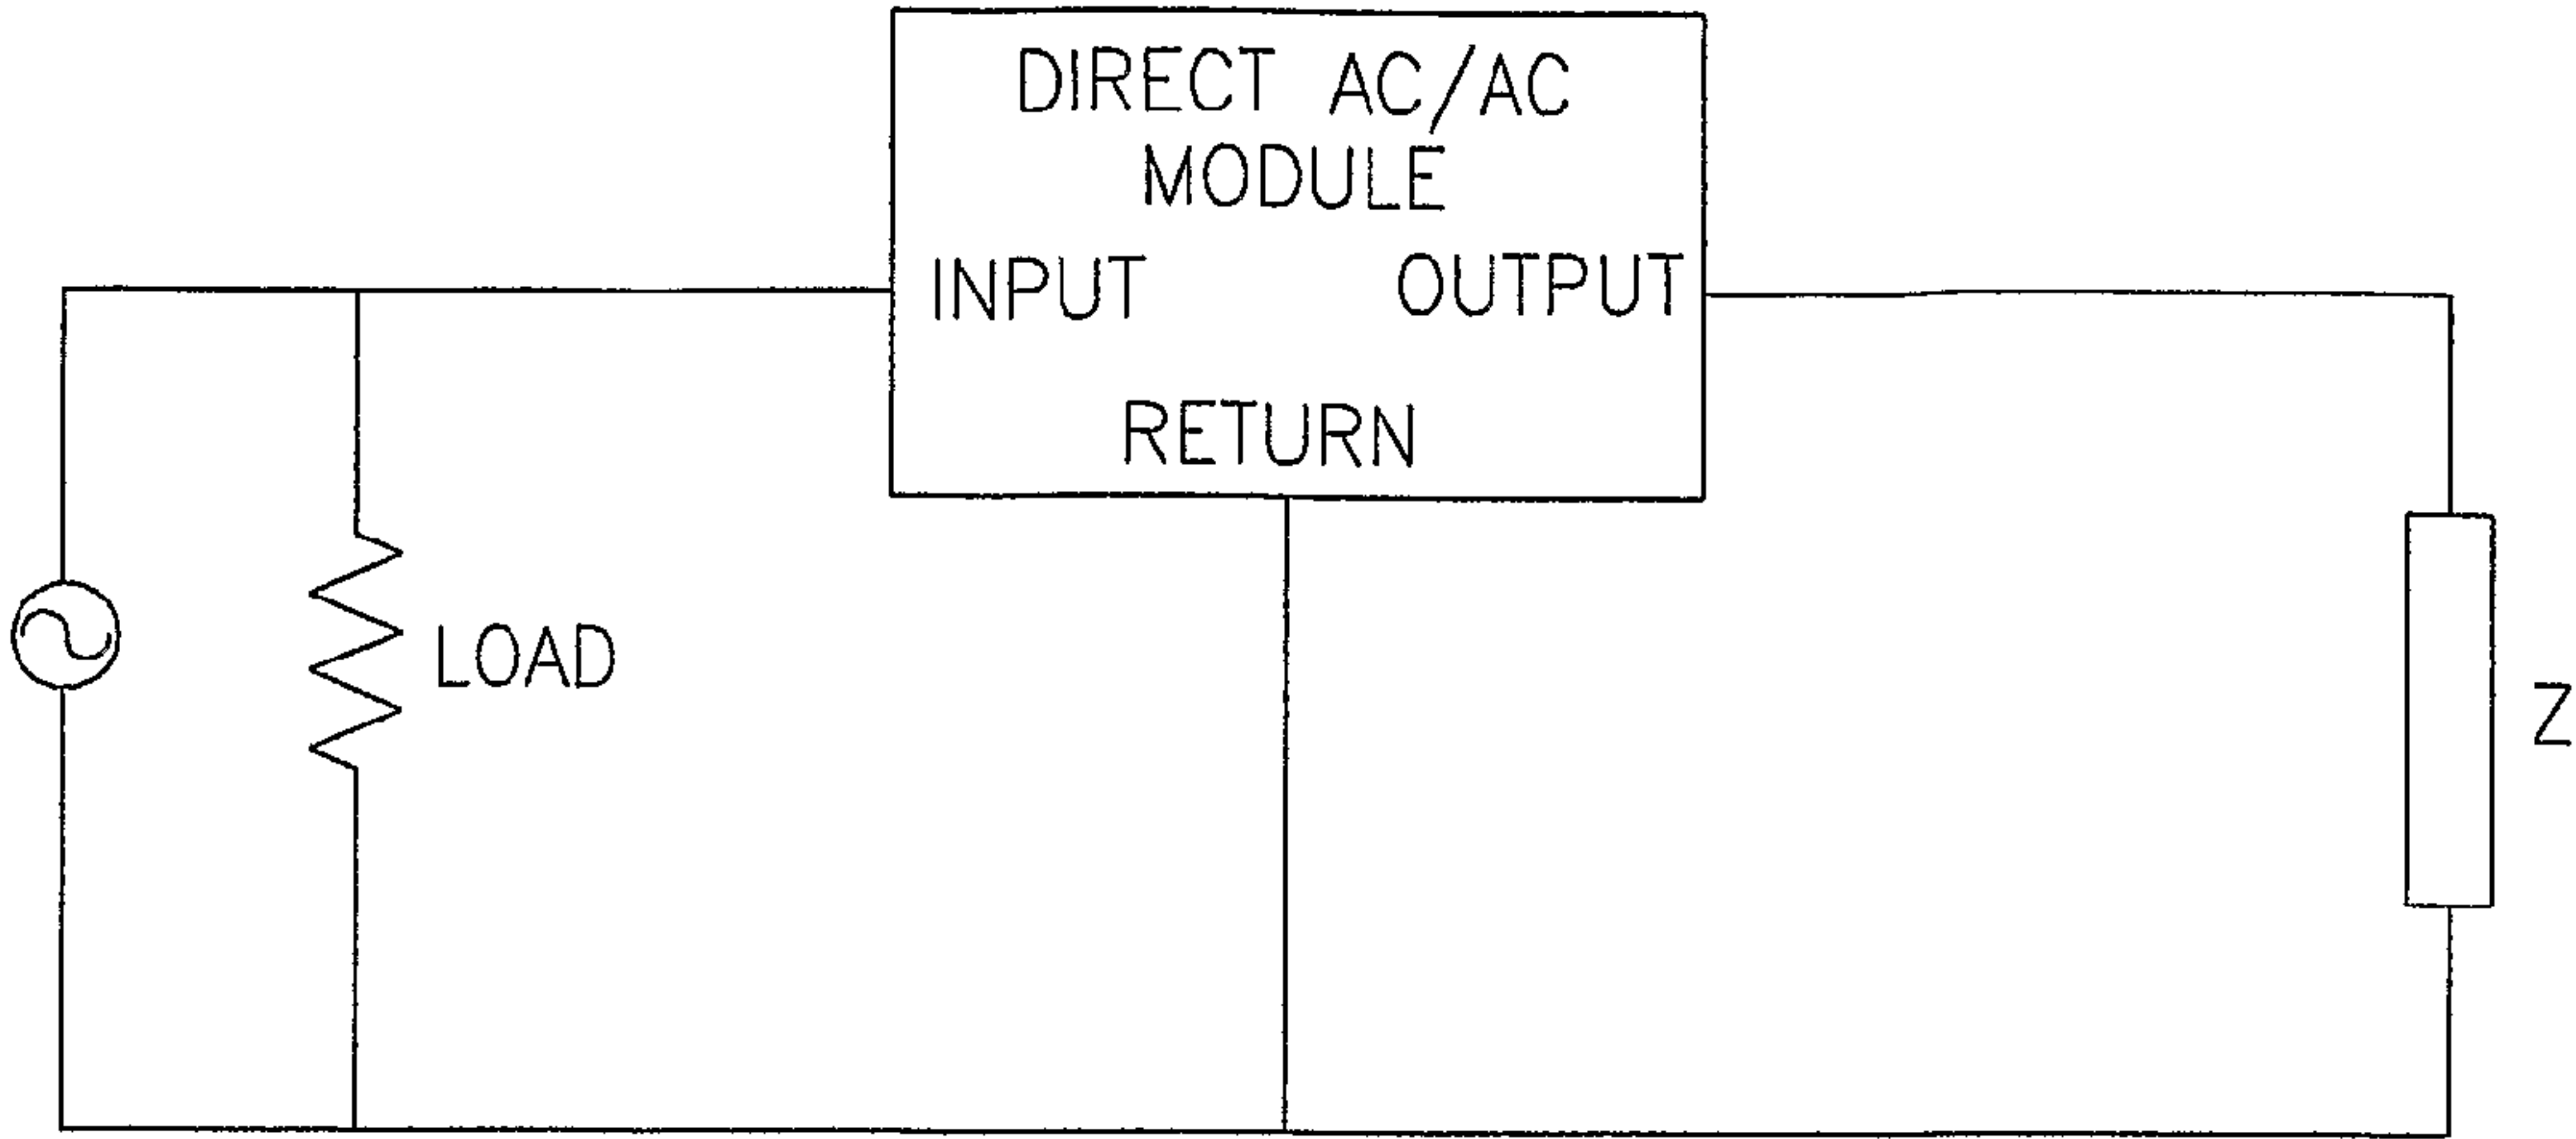 DIRECT AC/AC
MODULE
INPUT OUTPUT
RETURN
LOAD
Z